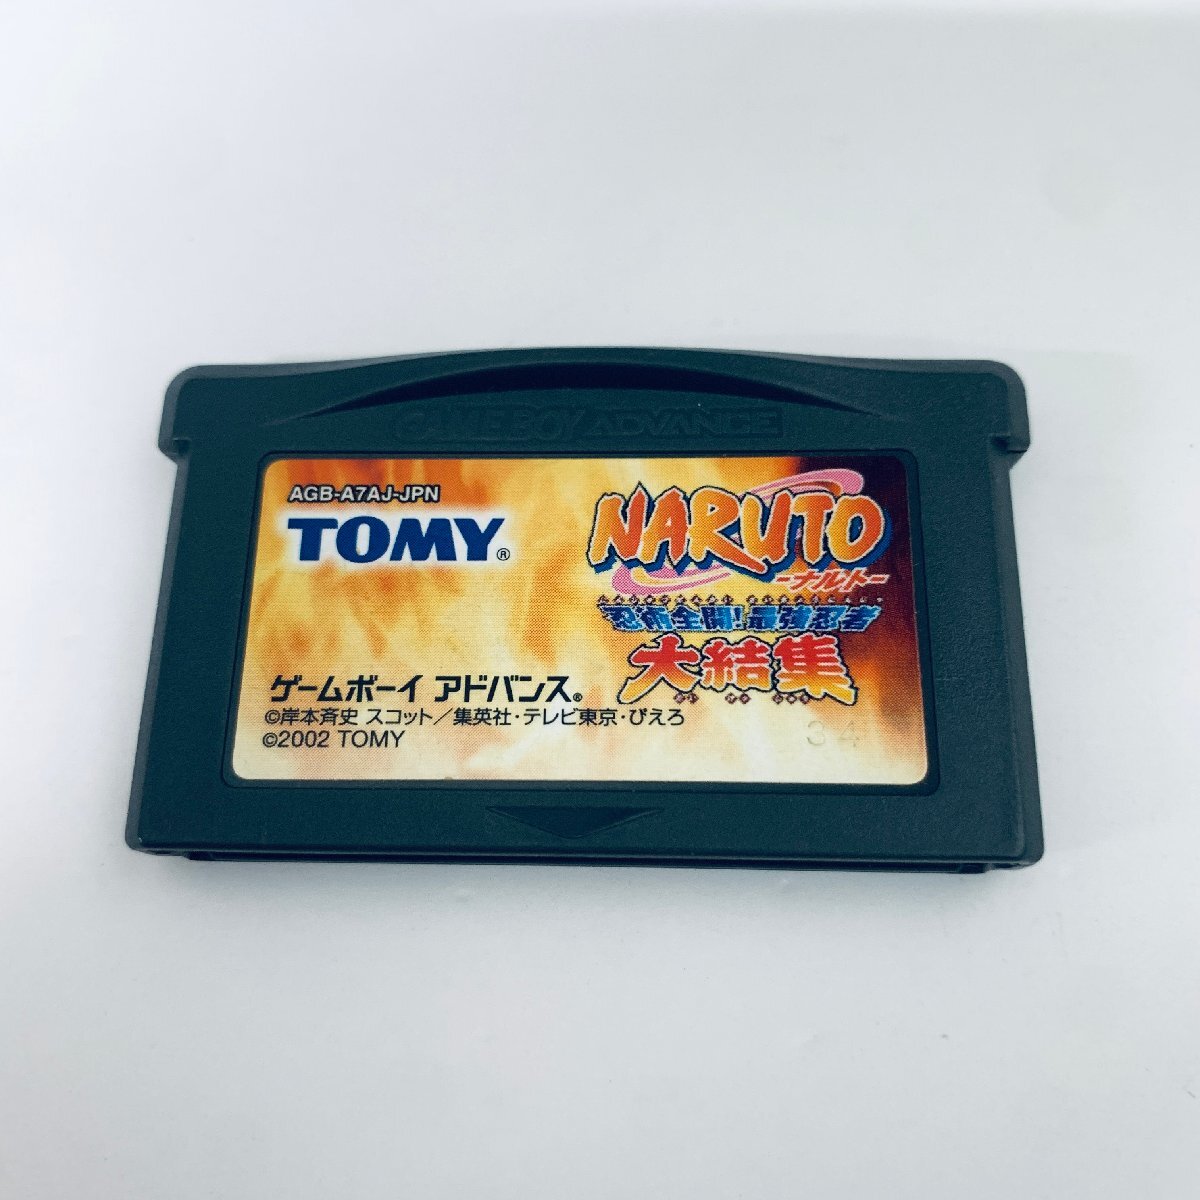 GAMEBOY ADVANCE
AGB-A7AJ-JPN
TOMY®
NARUTO
-ナルト-
忍術全開!最強忍者
大結集
ゲームボーイ アドバンス®
©岸本斉史 スコット／集英社・テレビ東京・ぴえろ
©2002 TOMY
34